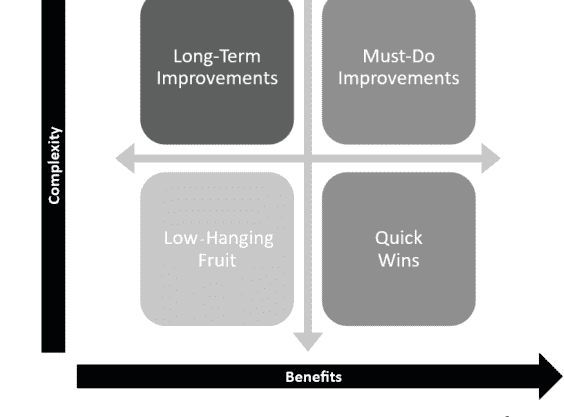 Long-Term
Improvements
Must-Do
Improvements
Complexity
Low-Hanging
Fruit
Quick
Wins
Benefits